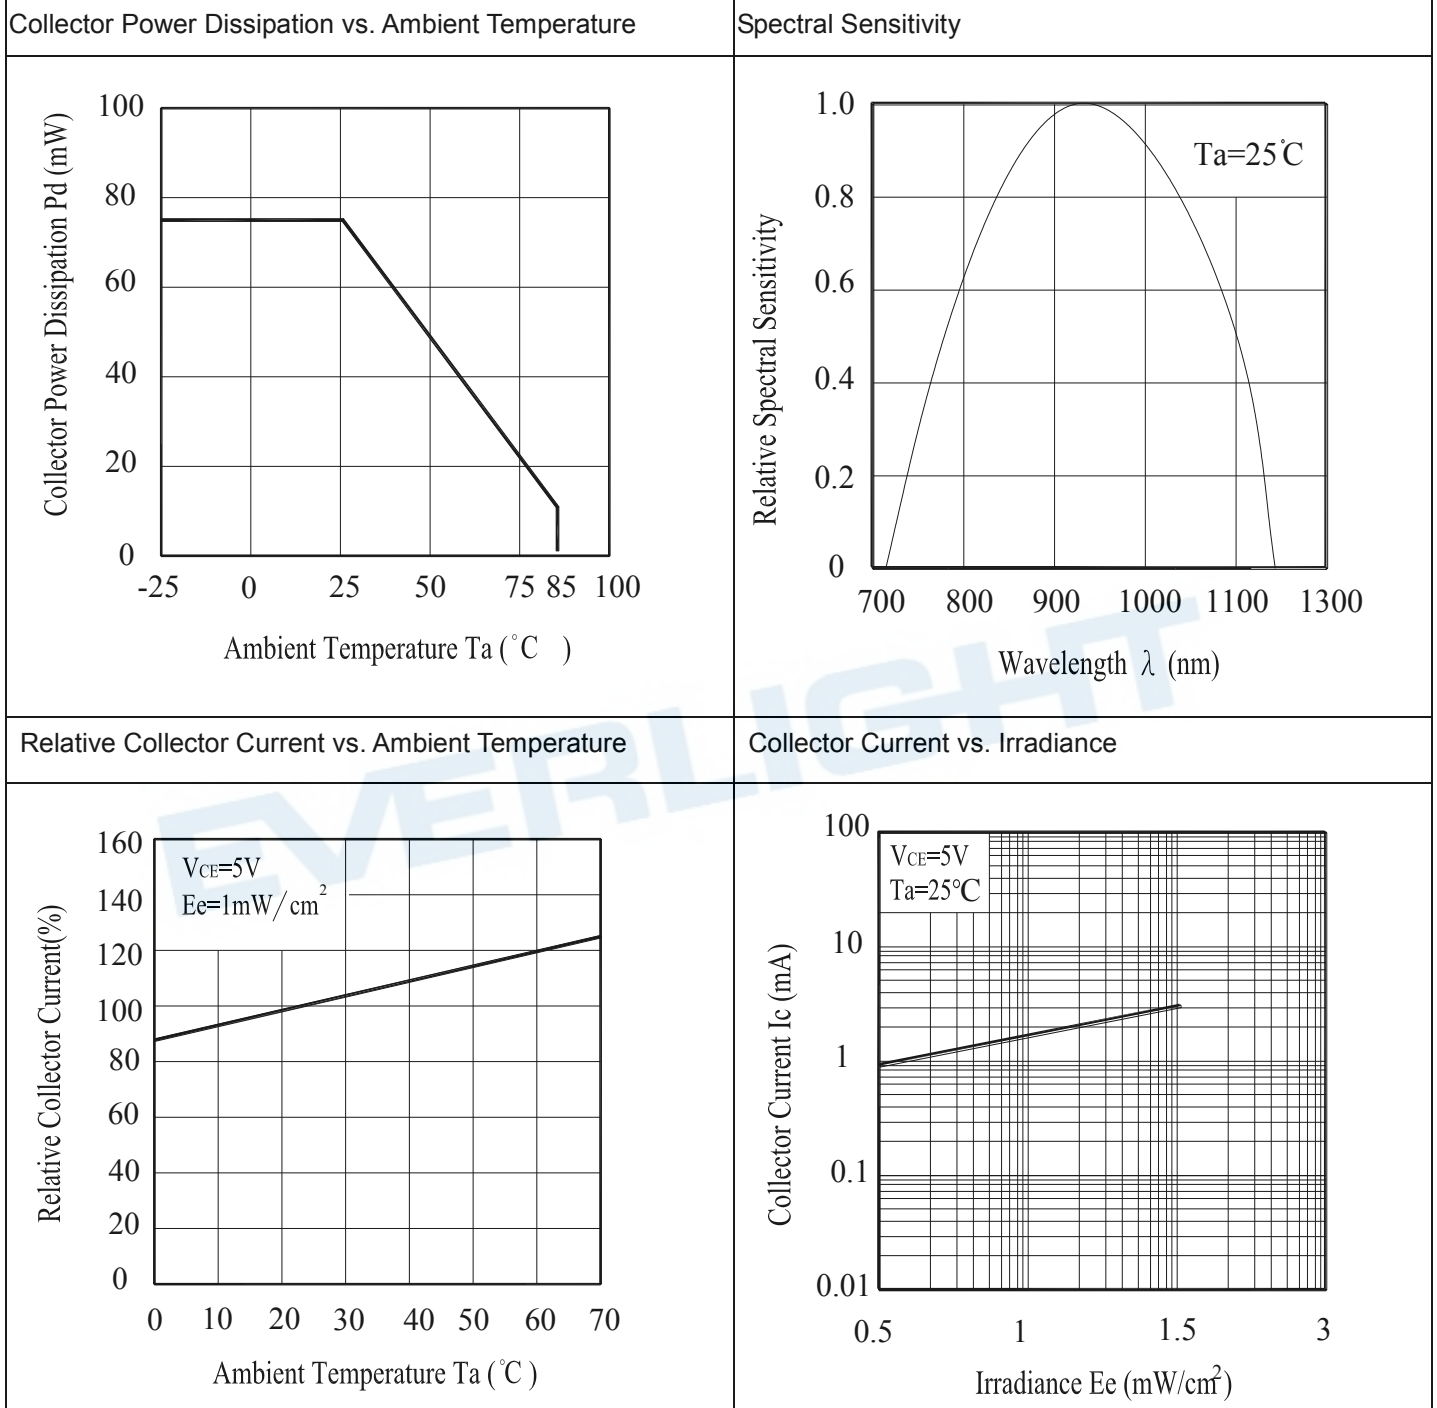 Collector Power Dissipation vs. Ambient Temperature
Spectral Sensitivity
Collector Power Dissipation Pd (mW)
100
80
60
40
20
0
-25 0 25 50 75 85 100
Ambient Temperature Ta (°C )
Relative Spectral Sensitivity
1.0
0.8
0.6
0.4
0.2
0
Ta=25°C
700 800 900 1000 1100 1300
Wavelength λ (nm)
EVERLIGHT
Relative Collector Current vs. Ambient Temperature
Collector Current vs. Irradiance
Relative Collector Current(%)
160
140
120
100
80
60
40
20
0
VCE=5V
Ee=1mW/cm²
0 10 20 30 40 50 60 70
Ambient Temperature Ta (°C )
Collector Current Ic (mA)
100
10
1
0.1
0.01
VCE=5V
Ta=25℃
0.5 1 1.5 3
Irradiance Ee (mW/cm²)